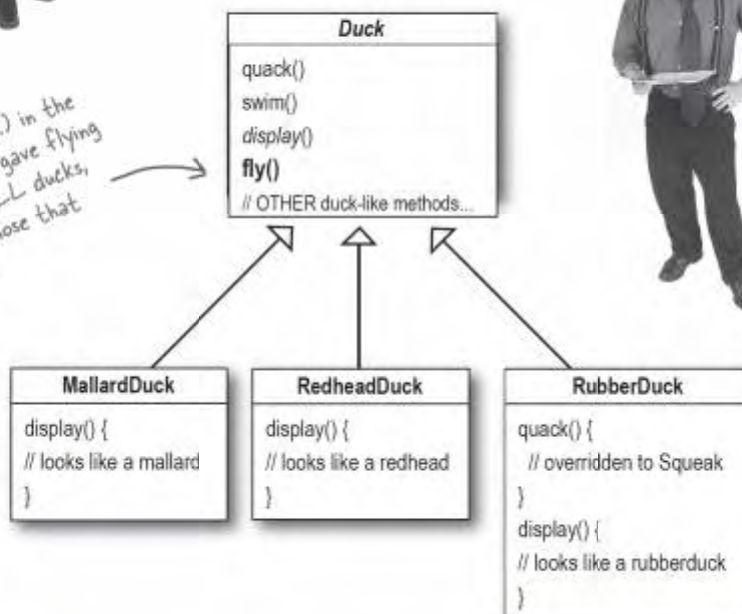 Duck
quack()
swim()
display()
fly()
// OTHER duck-like methods...
) in the
gave flying
ducks,
ose that
MallardDuck
display() {
// looks like a mallard
}
RedheadDuck
display() {
// looks like a redhead
}
RubberDuck
quack() {
// overridden to Squeak
}
display() {
// looks like a rubberduck
}